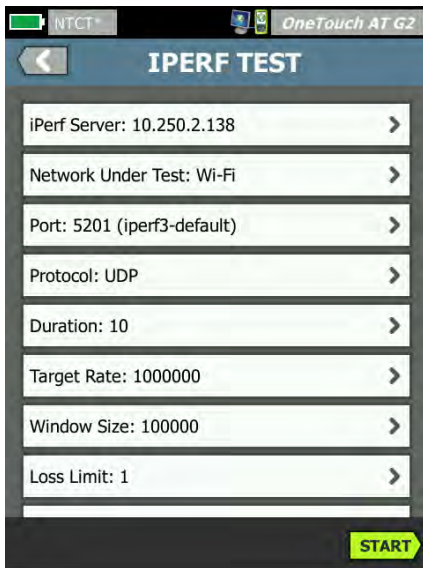 NTCT*
OneTouch AT G2
IPERF TEST
iPerf Server: 10.250.2.138
Network Under Test: Wi-Fi
Port: 5201 (iperf3-default)
Protocol: UDP
Duration: 10
Target Rate: 1000000
Window Size: 100000
Loss Limit: 1
START